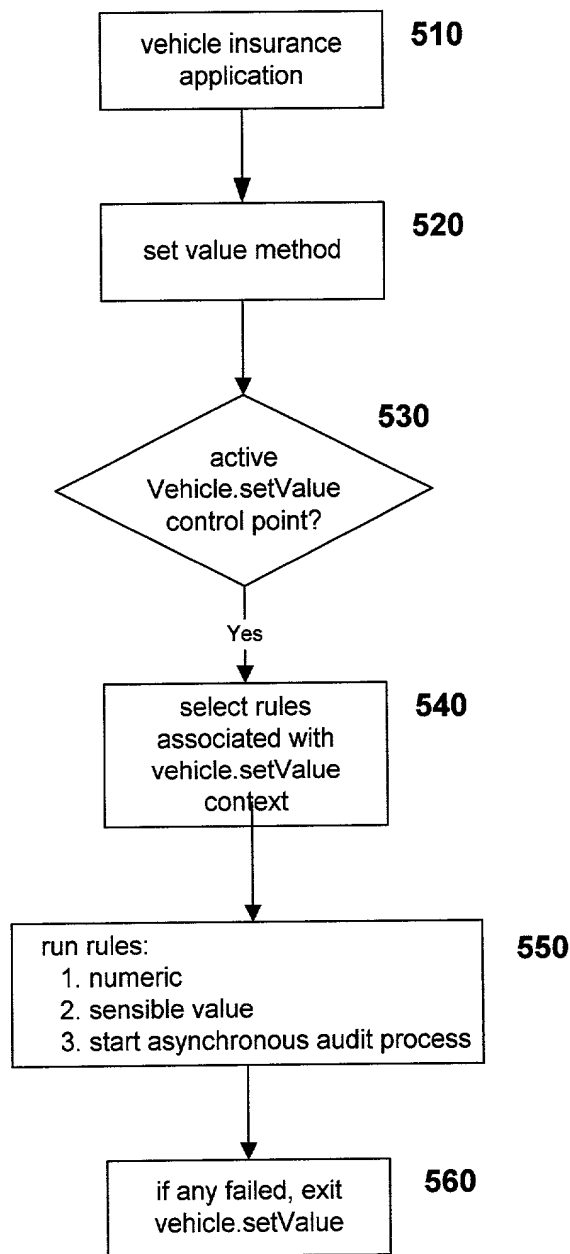 vehicle insurance
application
510
set value method
520
530
active
Vehicle.setValue
control point?
Yes
select rules
associated with
vehicle.setValue
context
540
run rules:
1. numeric
2. sensible value
3. start asynchronous audit process
550
if any failed, exit
vehicle.setValue
560